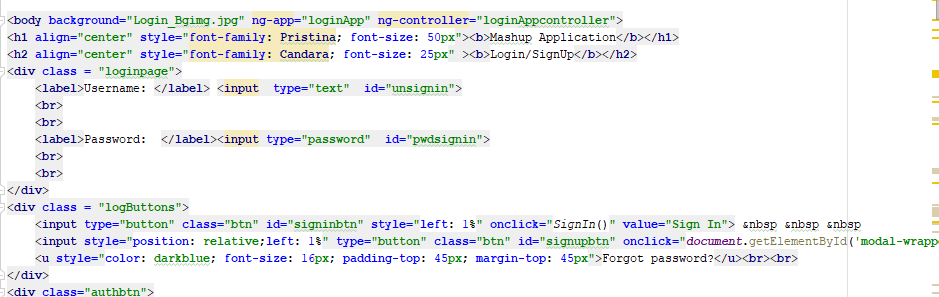 <body background="Login_Bgimg.jpg" ng-app="loginApp" ng-controller="loginAppcontroller">
<h1 align="center" style="font-family: Pristina; font-size: 50px"><b>Mashup Application</b></h1>
<h2 align="center" style="font-family: Candara; font-size: 25px" ><b>Login/SignUp</b></h2>
<div class = "loginpage">
<label>Username: </label> <input  type="text"  id="unsignin">
<br>
<br>
<label>Password:  </label><input type="password"  id="pwdsignin">
<br>
<br>
</div>
<div class = "logButtons">
<input type="button" class="btn" id="signinbtn" style="left: 1%" onclick="SignIn()" value="Sign In"> &nbsp &nbsp &nbsp
<input style="position: relative;left: 1%" type="button" class="btn" id="signupbtn" onclick="document.getElementById('modal-wrappe
<u style="color: darkblue; font-size: 16px; padding-top: 45px; margin-top: 45px">Forgot password?</u><br><br>
</div>
<div class="authbtn">